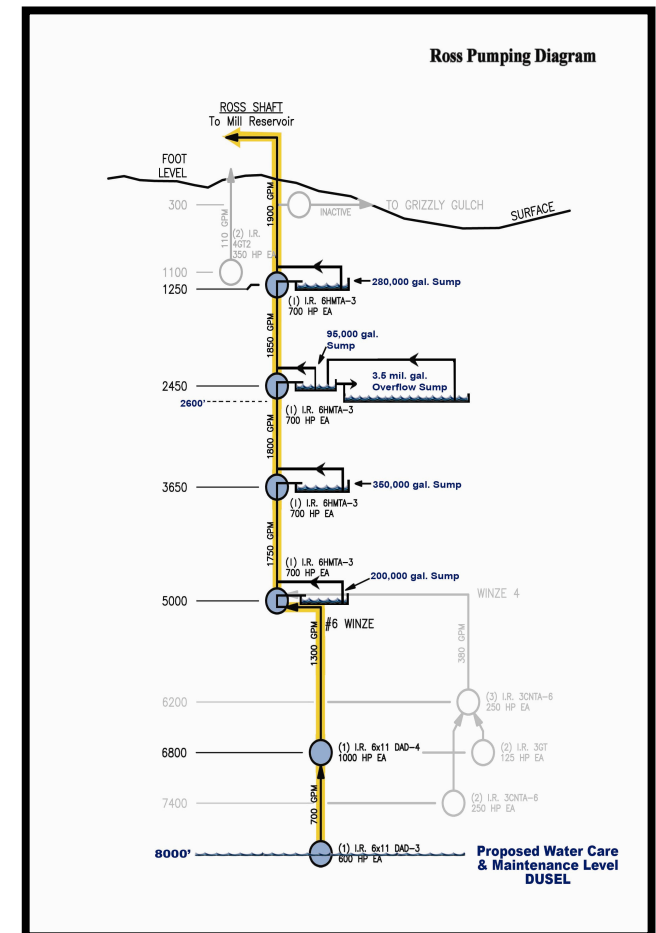 Ross Pumping Diagram
ROSS SHAFT
To Mill Reservoir
FOOT
LEVEL
300
1900 GPM
INACTIVE
TO GRIZZLY GULCH
SURFACE
110 GPM
(2) I.R.
4GT2
350 HP EA
1100
1250
280,000 gal. Sump
(1) I.R. 6HMTA-3
700 HP EA
1850 GPM
95,000 gal.
Sump
3.5 mil. gal.
Overflow Sump
2450
2600'
(1) I.R. 6HMTA-3
700 HP EA
1800 GPM
3650
350,000 gal. Sump
(1) I.R. 6HMTA-3
700 HP EA
1750 GPM
(1) I.R. 6HMTA-3
700 HP EA
200,000 gal. Sump
5000
WINZE 4
#6 WINZE
1300 GPM
380 GPM
6200
(3) I.R. 3CNTA-6
250 HP EA
6800
(1) I.R. 6x11 DAD-4
1000 HP EA
(2) I.R. 3GT
125 HP EA
700 GPM
7400
(2) I.R. 3CNTA-6
250 HP EA
8000'
(1) I.R. 6x11 DAD-3
600 HP EA
Proposed Water Care
& Maintenance Level
DUSEL